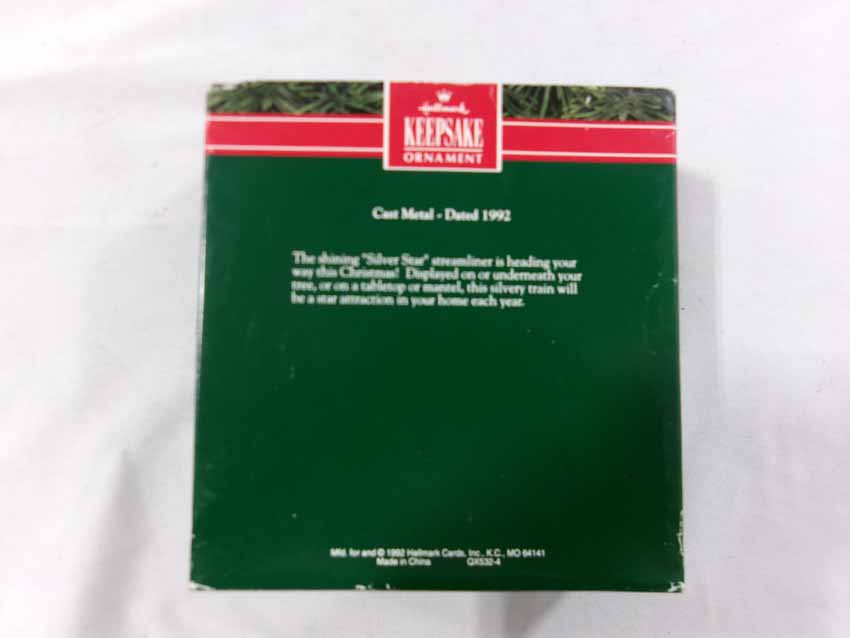 Hallmark
KEEPSAKE
ORNAMENT
Cast Metal - Dated 1992
The shining "Silver Star" streamliner is heading your
way this Christmas! Displayed on or underneath your
tree, or on a tabletop or mantel, this silvery train will
be a star attraction in your home each year.
Mfd. for and © 1992 Hallmark Cards, Inc., K.C., MO 64141
Made in China QX532-4